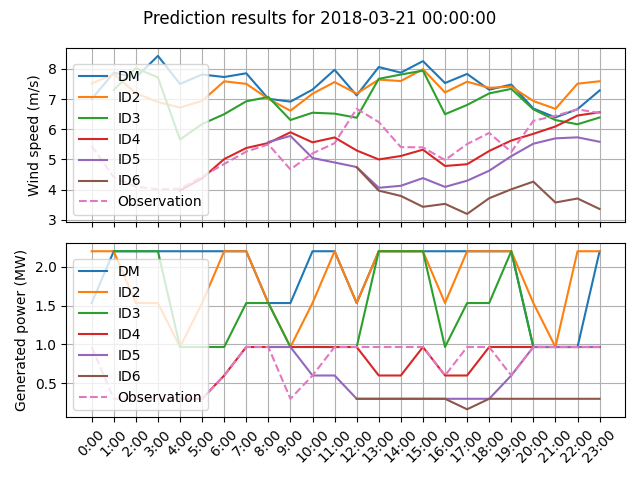 Prediction results for 2018-03-21 00:00:00
Wind speed (m/s)
8
7
6
5
4
3
DM
ID2
ID3
ID4
ID5
ID6
Observation
Generated power (MW)
2.0
1.5
1.0
0.5
DM
ID2
ID3
ID4
ID5
ID6
Observation
0:00 1:00 2:00 3:00 4:00 5:00 6:00 7:00 8:00 9:00 10:00 11:00 12:00 13:00 14:00 15:00 16:00 17:00 18:00 19:00 20:00 21:00 22:00 23:00